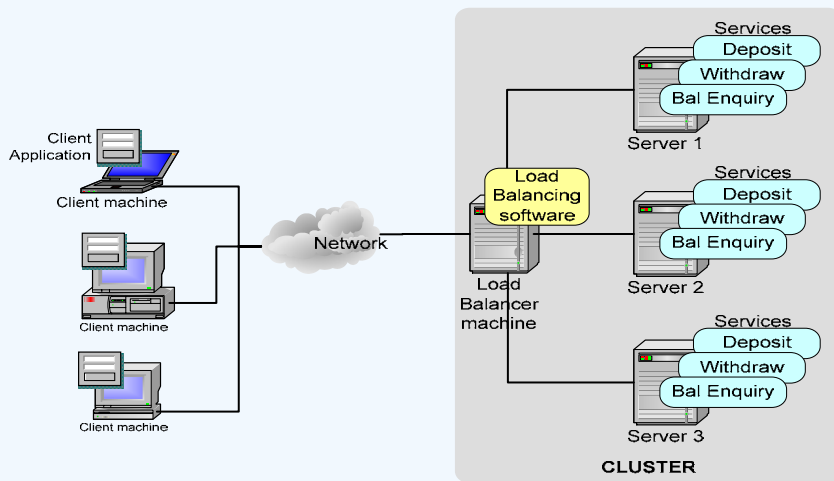 Client
Application
Client machine
Client machine
Client machine
Network
Load
Balancing
software
Load
Balancer
machine
Services
Deposit
Withdraw
Bal Enquiry
Server 1
Services
Deposit
Withdraw
Bal Enquiry
Server 2
Services
Deposit
Withdraw
Bal Enquiry
Server 3
CLUSTER